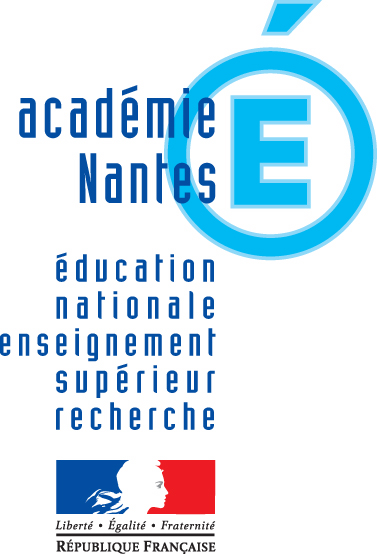 É
académie
Nantes
éducation
nationale
enseignement
supérieur
recherche
Liberté • Égalité • Fraternité
RÉPUBLIQUE FRANÇAISE